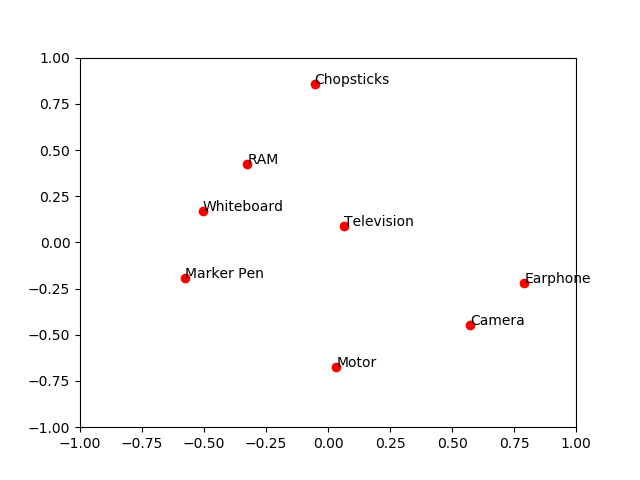 1.00
Chopsticks
0.75
0.50
RAM
0.25
Whiteboard
Television
0.00
Marker Pen
Earphone
−0.25
Camera
−0.50
Motor
−0.75
−1.00
−1.00 −0.75 −0.50 −0.25 0.00 0.25 0.50 0.75 1.00